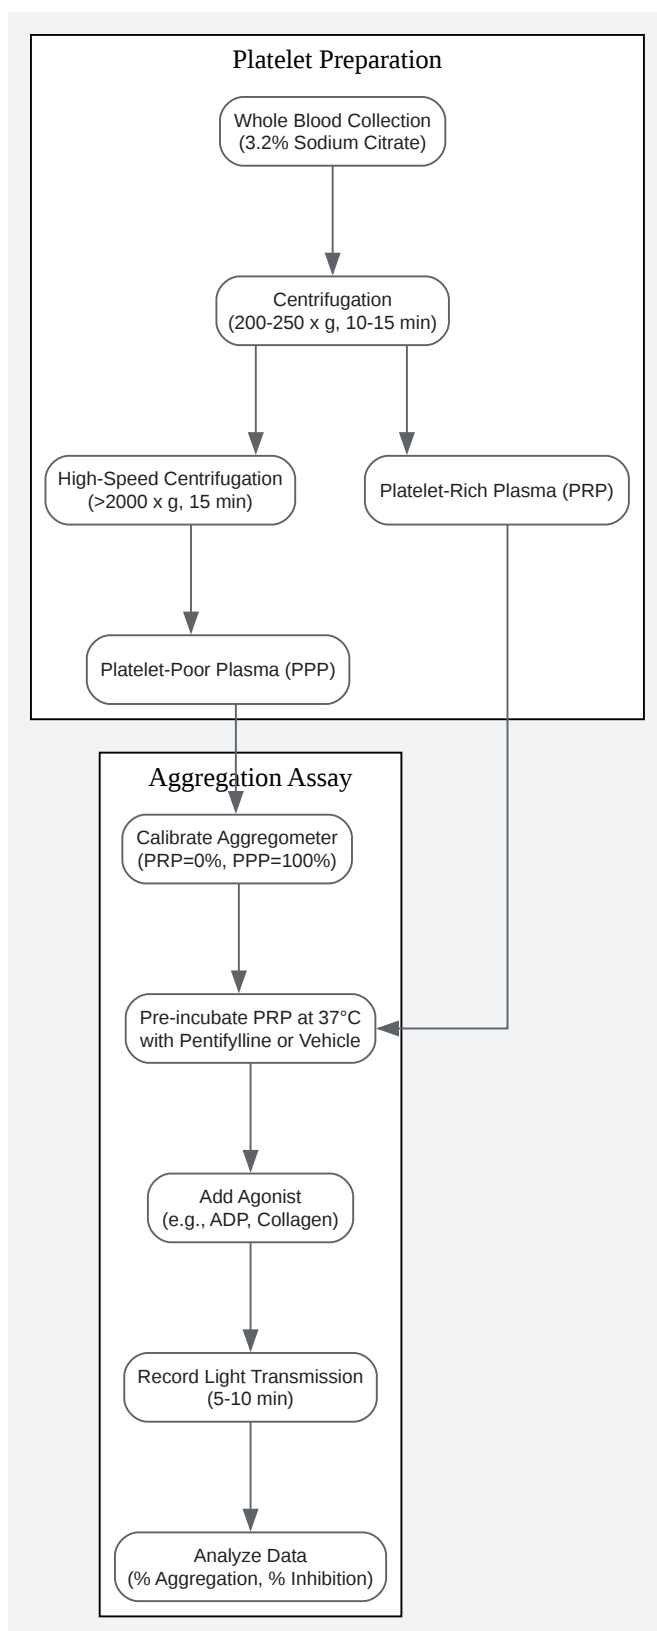 Platelet Preparation
Whole Blood Collection
(3.2% Sodium Citrate)
Centrifugation
(200-250 x g, 10-15 min)
High-Speed Centrifugation
(>2000 x g, 15 min)
Platelet-Rich Plasma (PRP)
Platelet-Poor Plasma (PPP)
Aggregation Assay
Calibrate Aggregometer
(PRP=0%, PPP=100%)
Pre-incubate PRP at 37°C
with Pentifylline or Vehicle
Add Agonist
(e.g., ADP, Collagen)
Record Light Transmission
(5-10 min)
Analyze Data
(% Aggregation, % Inhibition)